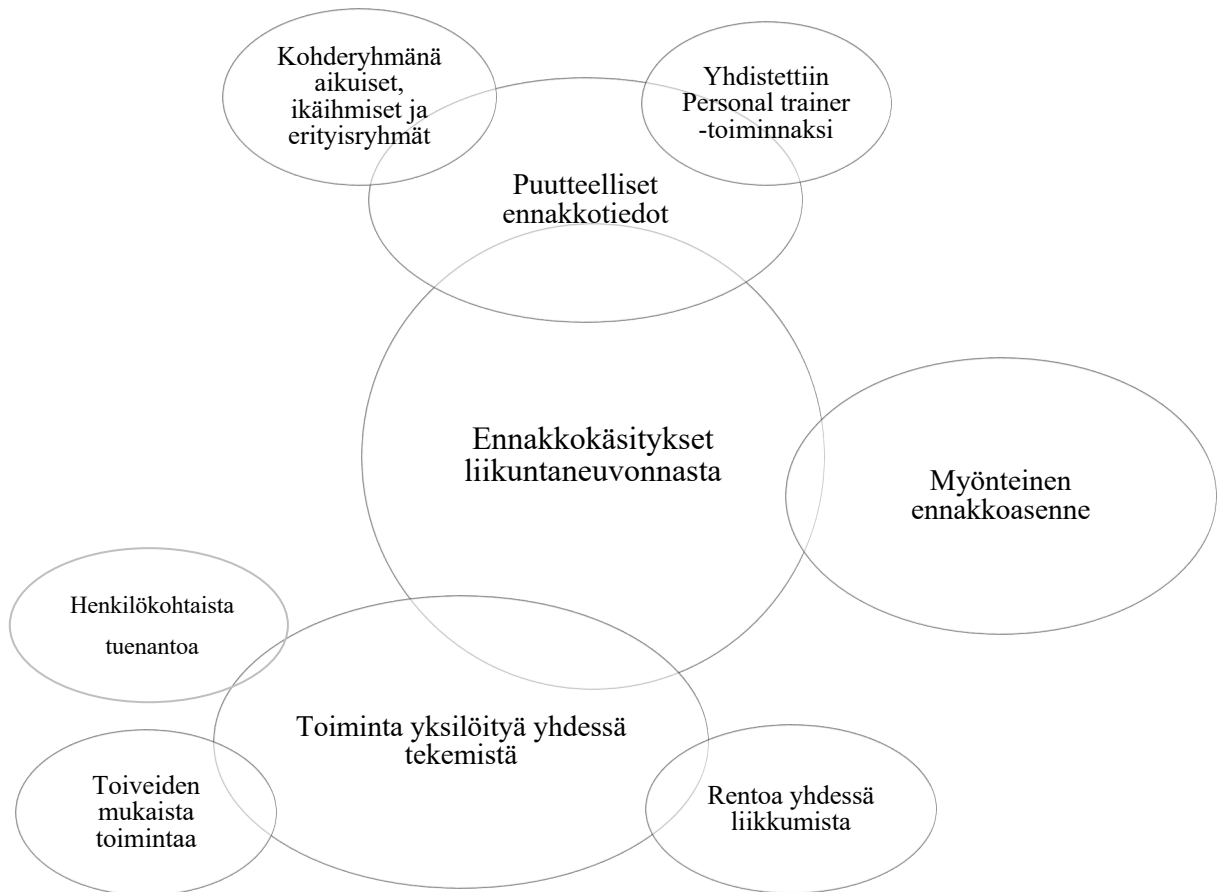 Kohderyhmänä
aikuiset,
ikäihmiset ja
erityisryhmät
Yhdistettiin
Personal trainer
-toiminnaksi
Puutteelliset
ennakkotiedot
Ennakkokäsitykset
liikuntaneuvonnasta
Myönteinen
ennakkoasenne
Henkilökohtaista
tuenantoa
Toiminta yksilöityä yhdessä
tekemistä
Toiveiden
mukaista
toimintaa
Rentoa yhdessä
liikkumista